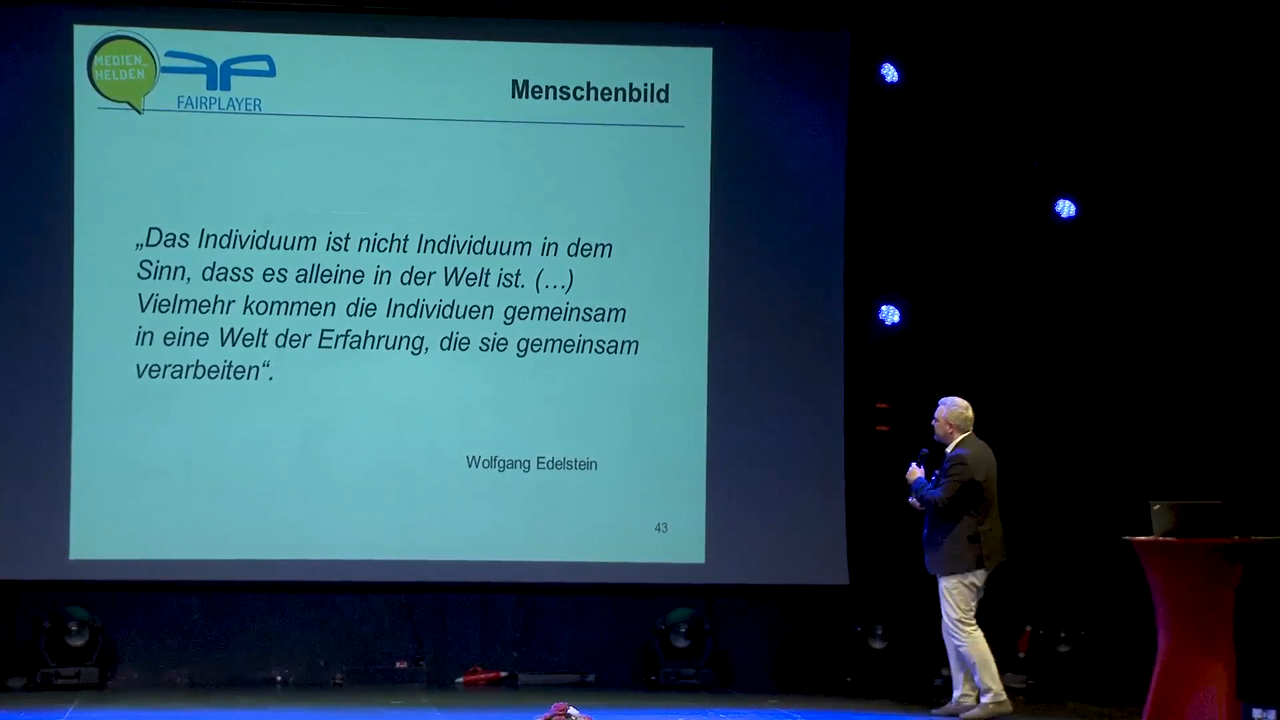 MEDIEN_
HELDEN
FAIRPLAYER
Menschenbild
„Das Individuum ist nicht Individuum in dem
Sinn, dass es alleine in der Welt ist. (…)
Vielmehr kommen die Individuen gemeinsam
in eine Welt der Erfahrung, die sie gemeinsam
verarbeiten“.
Wolfgang Edelstein
43